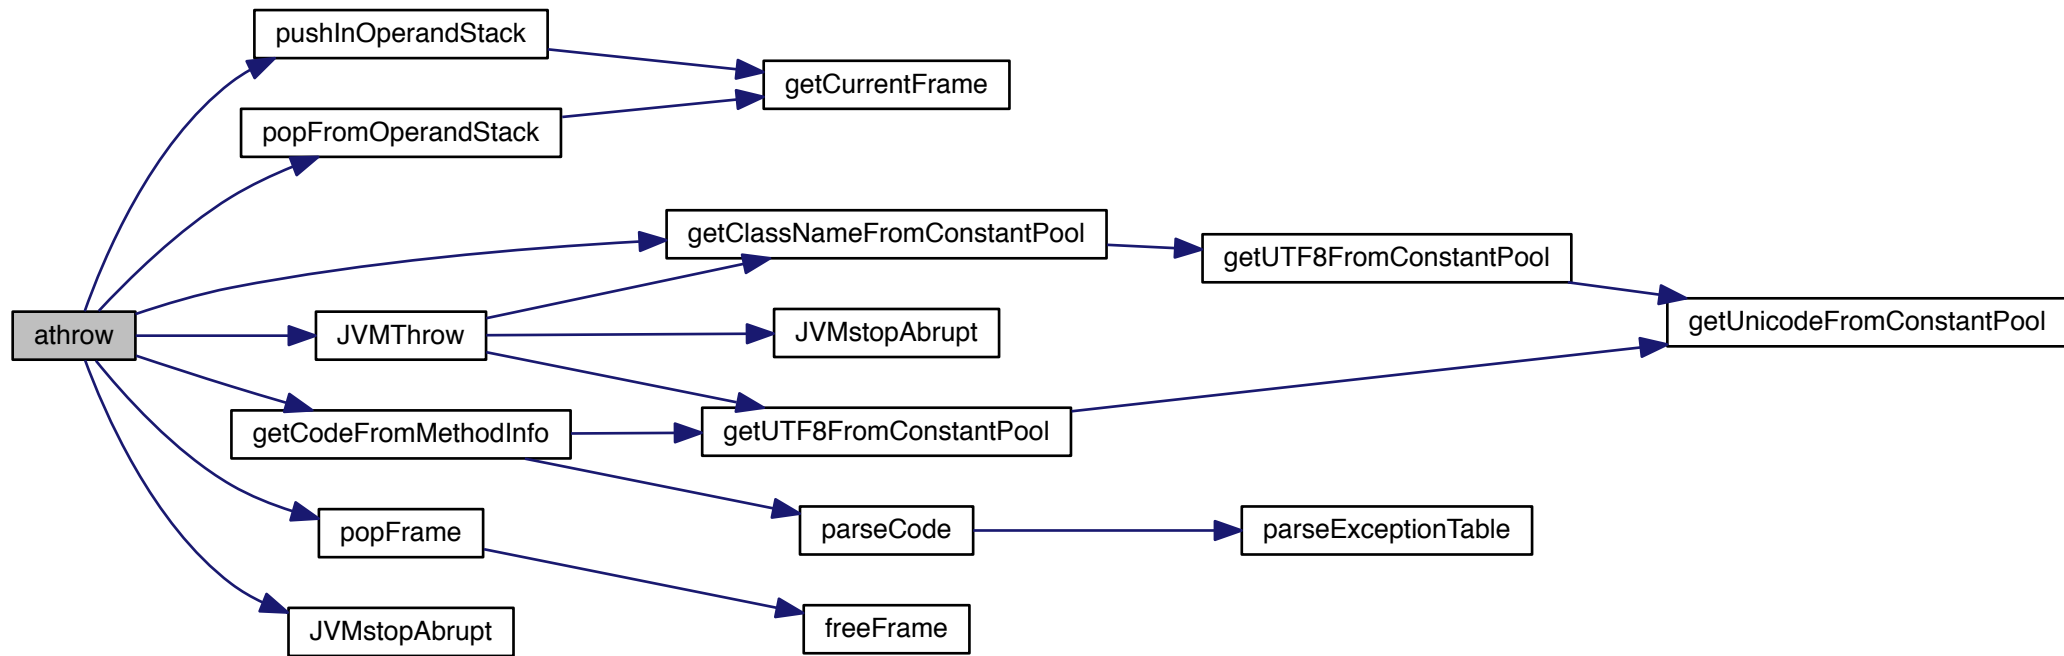 pushInOperandStack
getCurrentFrame
popFromOperandStack
getClassNameFromConstantPool
getUTF8FromConstantPool
athrow
JVMThrow
JVMstopAbrupt
getUnicodeFromConstantPool
getCodeFromMethodInfo
getUTF8FromConstantPool
popFrame
parseCode
parseExceptionTable
JVMstopAbrupt
freeFrame